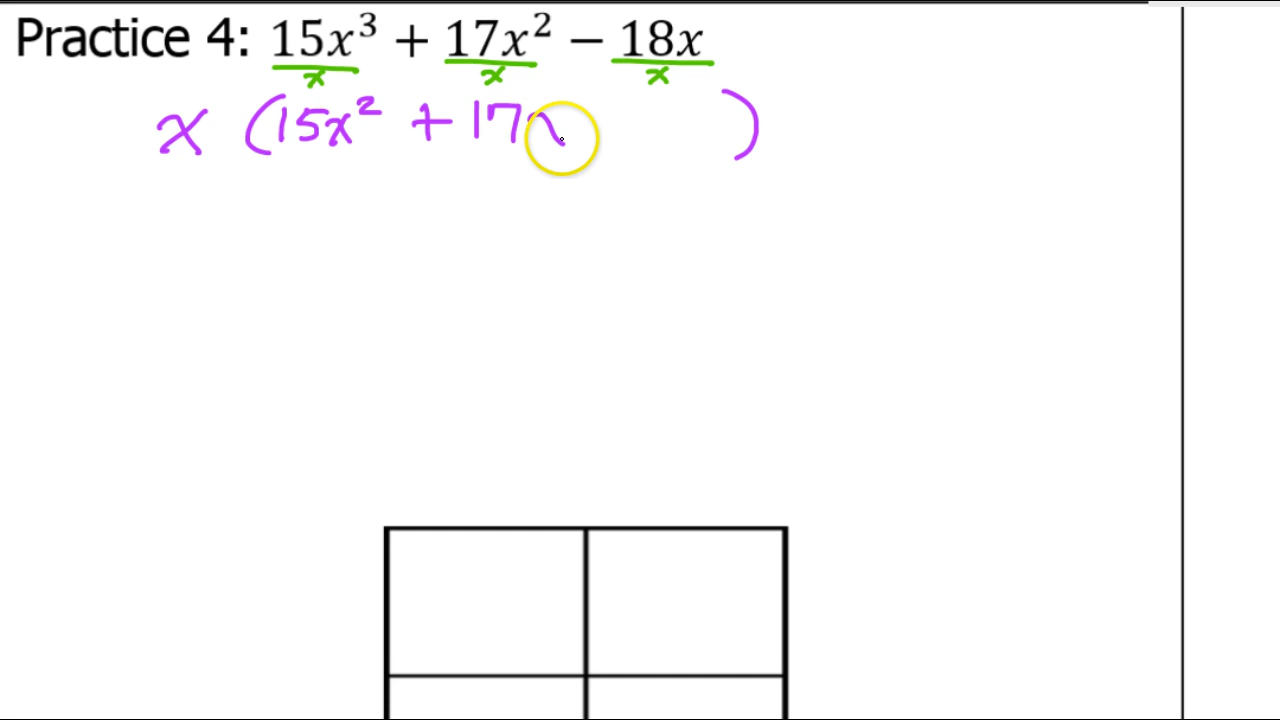 Practice 4: 15x³ + 17x² − 18x
x x x
x (15x² + 17 )